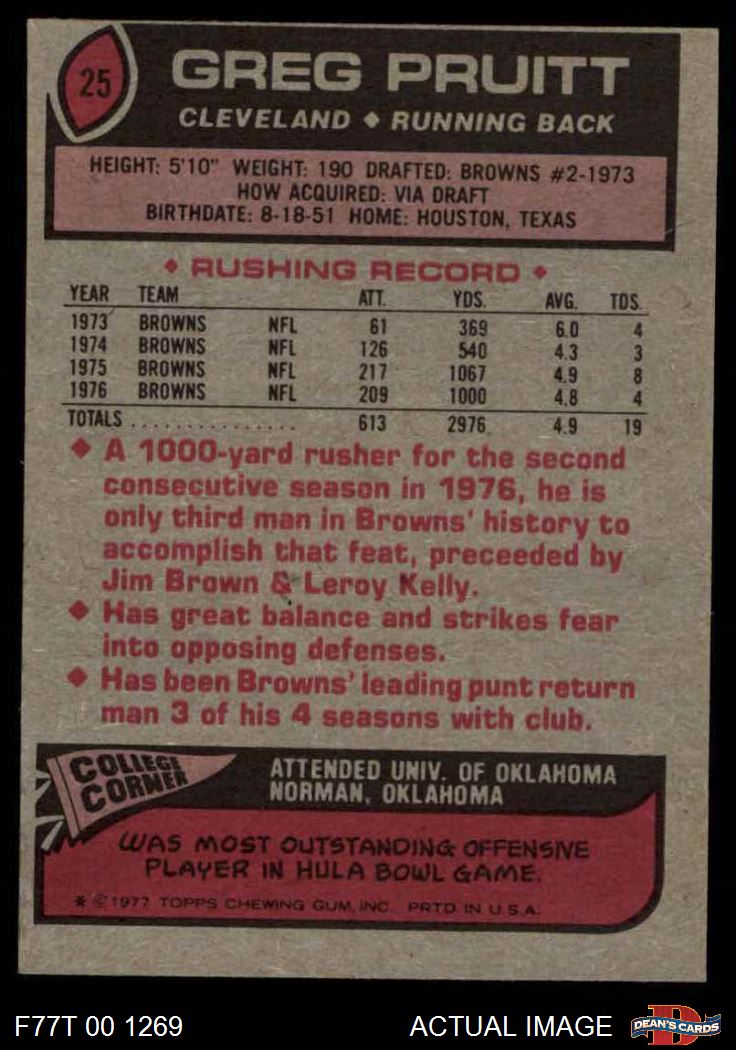 25
GREG PRUITT
CLEVELAND ♦ RUNNING BACK
HEIGHT: 5'10" WEIGHT: 190 DRAFTED: BROWNS #2-1973
HOW ACQUIRED: VIA DRAFT
BIRTHDATE: 8-18-51 HOME: HOUSTON, TEXAS
♦ RUSHING RECORD ♦
YEAR TEAM ATT. YDS. AVG. TDS.
1973 BROWNS NFL 61 369 6.0 4
1974 BROWNS NFL 126 540 4.3 3
1975 BROWNS NFL 217 1067 4.9 8
1976 BROWNS NFL 209 1000 4.8 4
TOTALS . . . . . . . . . . . . . . . 613 2976 4.9 19
♦ A 1000-yard rusher for the second
consecutive season in 1976, he is
only third man in Browns' history to
accomplish that feat, preceeded by
Jim Brown & Leroy Kelly.
♦ Has great balance and strikes fear
into opposing defenses.
♦ Has been Browns' leading punt return
man 3 of his 4 seasons with club.
COLLEGE
CORNER
ATTENDED UNIV. OF OKLAHOMA
NORMAN, OKLAHOMA
WAS MOST OUTSTANDING OFFENSIVE
PLAYER IN HULA BOWL GAME.
* © 1977 TOPPS CHEWING GUM, INC. PRTD IN U.S.A.
F77T 00 1269
ACTUAL IMAGE
D
DEAN'S CARDS